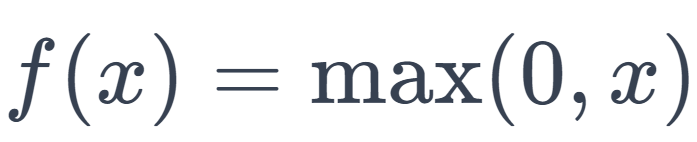 f(x) = max(0, x)